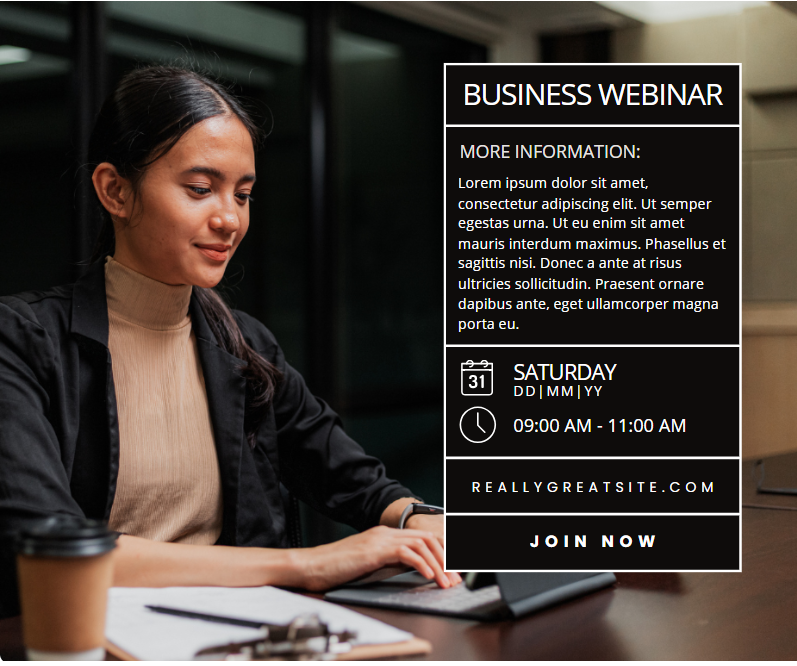 BUSINESS WEBINAR
MORE INFORMATION:
Lorem ipsum dolor sit amet,
consectetur adipiscing elit. Ut semper
egestas urna. Ut eu enim sit amet
mauris interdum maximus. Phasellus et
sagittis nisi. Donec a ante at risus
ultricies sollicitudin. Praesent ornare
dapibus ante, eget ullamcorper magna
porta eu.
31
SATURDAY
DD|MM|YY
09:00 AM - 11:00 AM
REALLYGREATSITE.COM
JOIN NOW